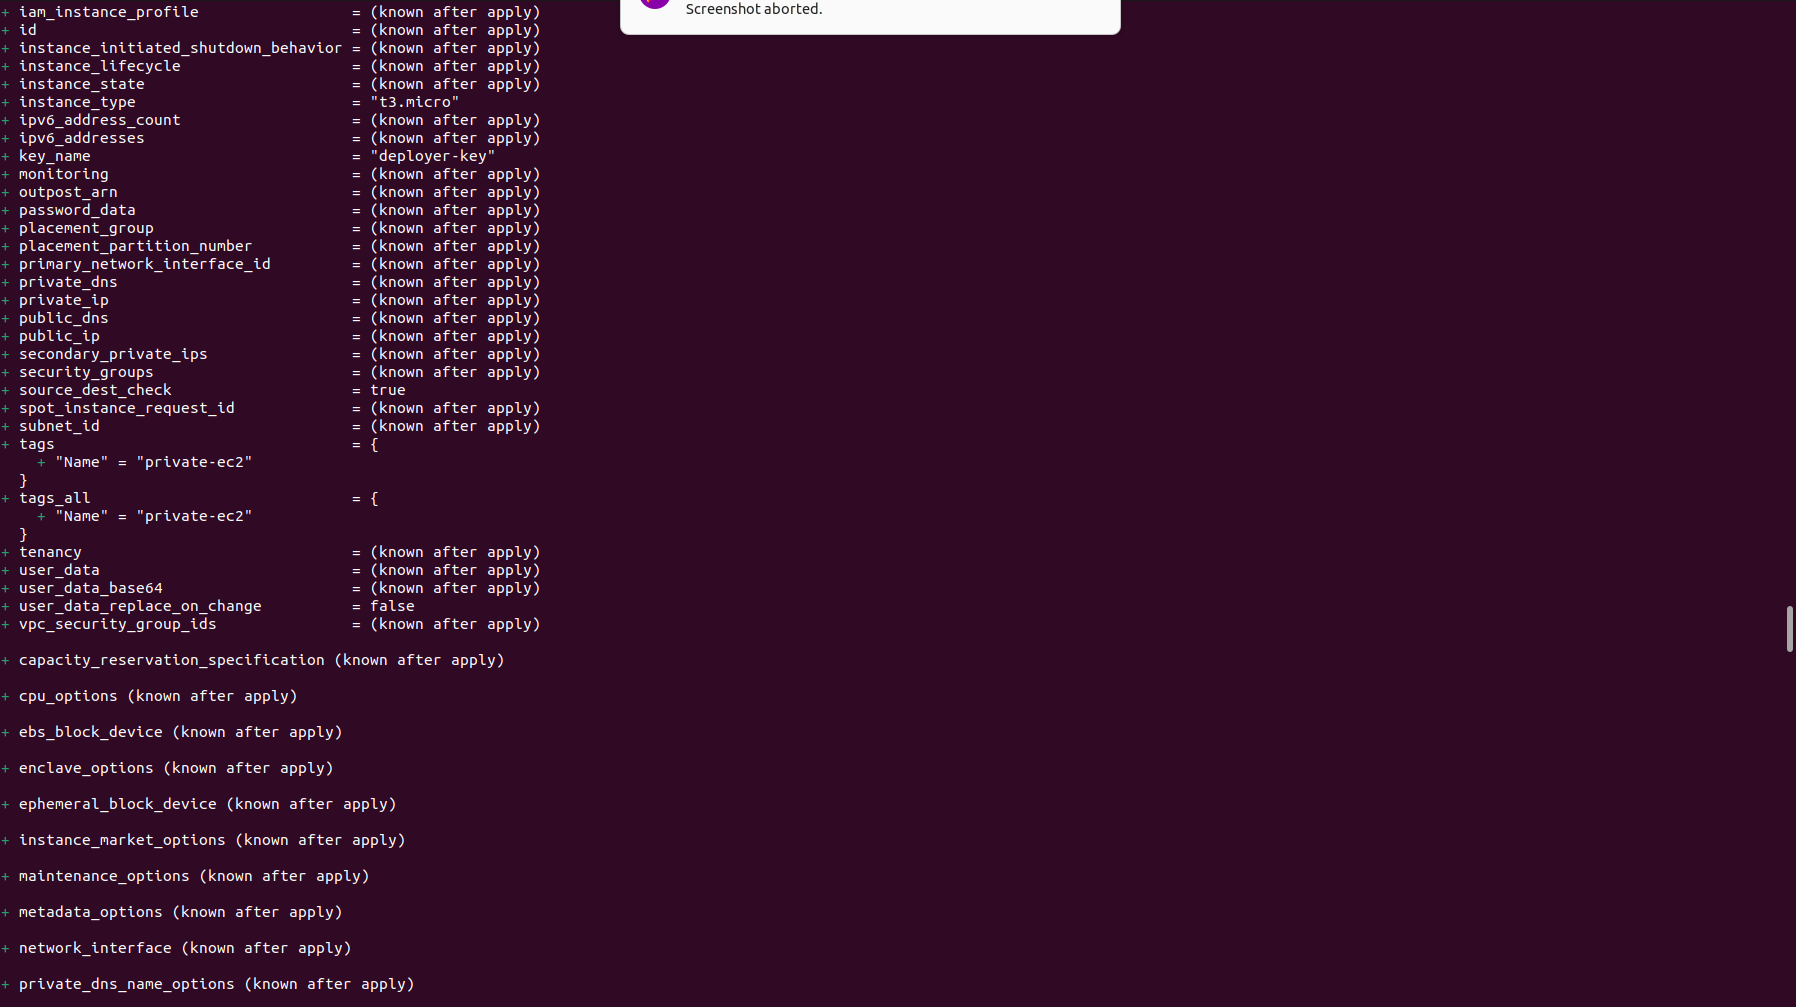 + iam_instance_profile                 = (known after apply)
Screenshot aborted.
+ id                                   = (known after apply)
+ instance_initiated_shutdown_behavior = (known after apply)
+ instance_lifecycle                   = (known after apply)
+ instance_state                       = (known after apply)
+ instance_type                        = "t3.micro"
+ ipv6_address_count                   = (known after apply)
+ ipv6_addresses                       = (known after apply)
+ key_name                             = "deployer-key"
+ monitoring                           = (known after apply)
+ outpost_arn                          = (known after apply)
+ password_data                        = (known after apply)
+ placement_group                      = (known after apply)
+ placement_partition_number           = (known after apply)
+ primary_network_interface_id         = (known after apply)
+ private_dns                          = (known after apply)
+ private_ip                           = (known after apply)
+ public_dns                           = (known after apply)
+ public_ip                            = (known after apply)
+ secondary_private_ips                = (known after apply)
+ security_groups                      = (known after apply)
+ source_dest_check                    = true
+ spot_instance_request_id             = (known after apply)
+ subnet_id                            = (known after apply)
+ tags                                 = {
    + "Name" = "private-ec2"
  }
+ tags_all                             = {
    + "Name" = "private-ec2"
  }
+ tenancy                              = (known after apply)
+ user_data                            = (known after apply)
+ user_data_base64                     = (known after apply)
+ user_data_replace_on_change          = false
+ vpc_security_group_ids               = (known after apply)
+ capacity_reservation_specification (known after apply)
+ cpu_options (known after apply)
+ ebs_block_device (known after apply)
+ enclave_options (known after apply)
+ ephemeral_block_device (known after apply)
+ instance_market_options (known after apply)
+ maintenance_options (known after apply)
+ metadata_options (known after apply)
+ network_interface (known after apply)
+ private_dns_name_options (known after apply)